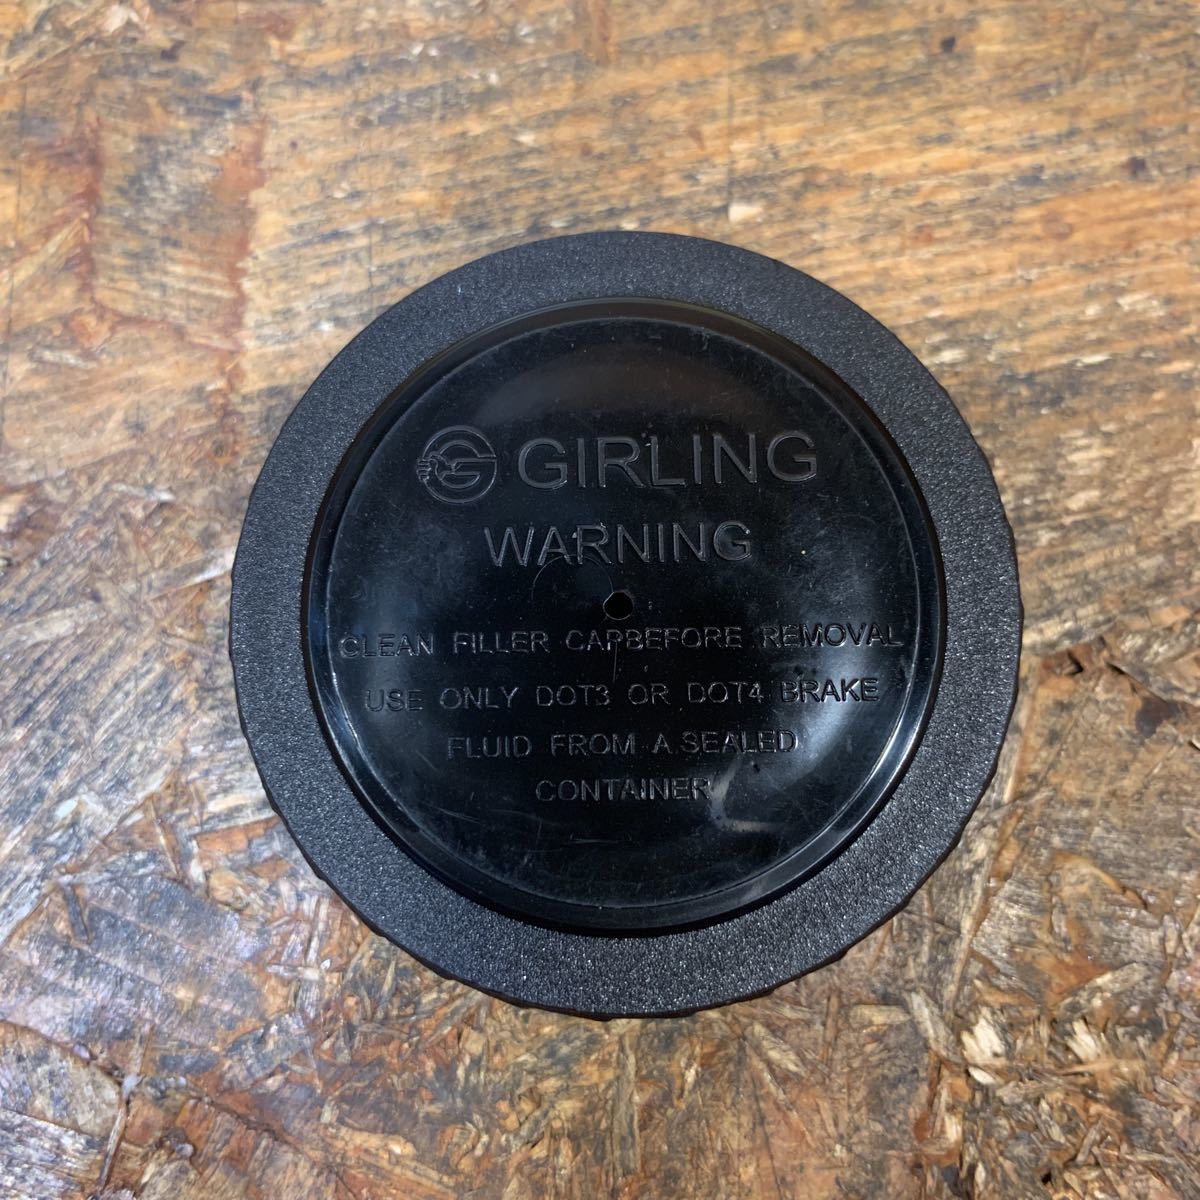 GIRLING
WARNING
CLEAN FILLER CAPBEFORE REMOVAL
USE ONLY DOT3 OR DOT4 BRAKE
FLUID FROM A.SEALED
CONTAINER